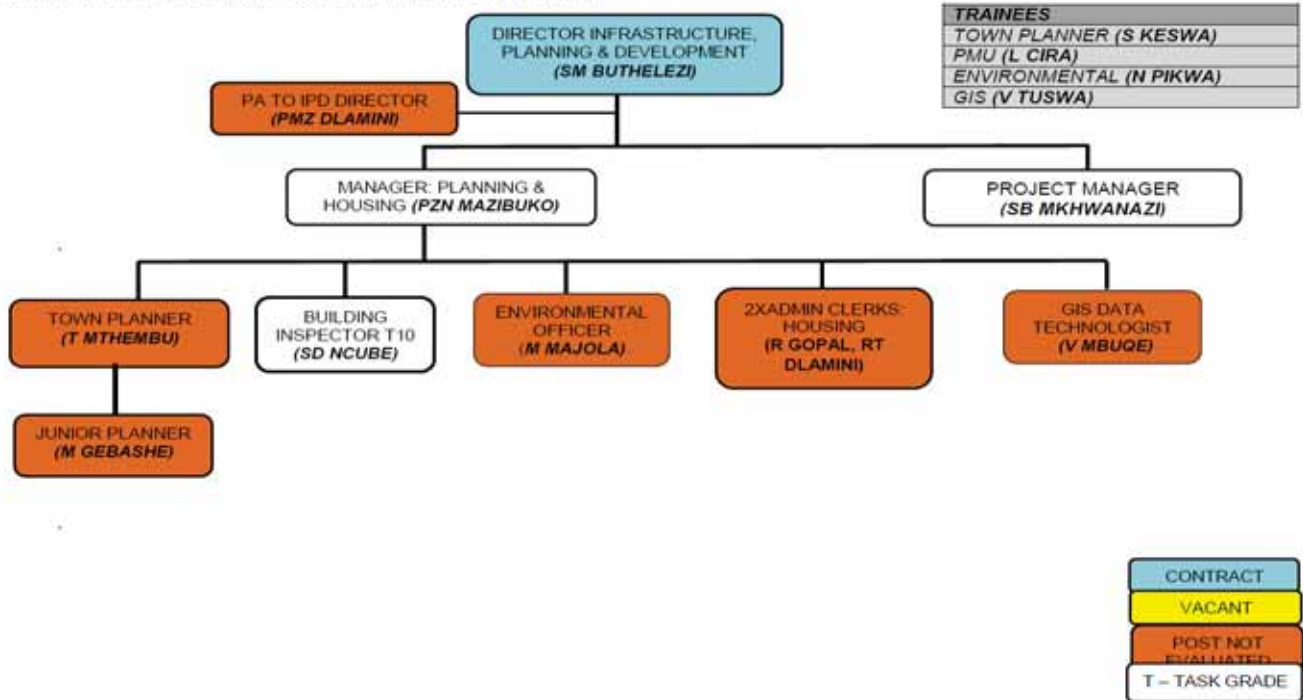 DIRECTOR INFRASTRUCTURE,
PLANNING & DEVELOPMENT
(SM BUTHELEZI)
TRAINEES
TOWN PLANNER (S KESWA)
PMU (L CIRA)
ENVIRONMENTAL (N PIKWA)
GIS (V TUSWA)
PA TO IPD DIRECTOR
(PMZ DLAMINI)
MANAGER: PLANNING &
HOUSING (PZN MAZIBUKO)
PROJECT MANAGER
(SB MKHWANAZI)
TOWN PLANNER
(T MTHEMBU)
BUILDING
INSPECTOR T10
(SD NCUBE)
ENVIRONMENTAL
OFFICER
(M MAJOLA)
2XADMIN CLERKS:
HOUSING
(R GOPAL, RT
DLAMINI)
GIS DATA
TECHNOLOGIST
(V MBUQE)
JUNIOR PLANNER
(M GEBASHE)
CONTRACT
VACANT
POST NOT
EVALUATED
T – TASK GRADE